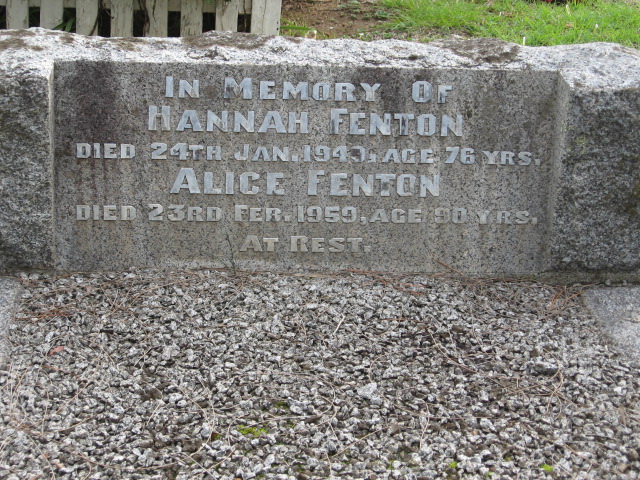 In Memory Of
Hannah Fenton
Died 24th Jan. Age 76 yrs.
Alice Fenton
Died 23rd Feb. 1959, Age 90 yrs.
At Rest.